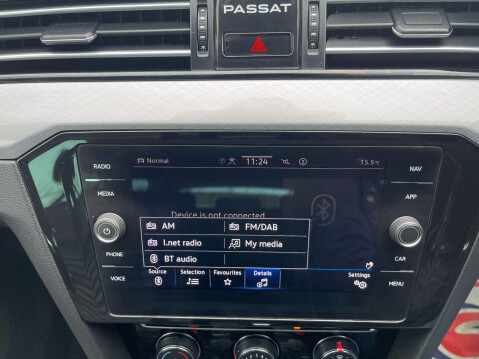 PASSAT
RADIO
MEDIA
PHONE
VOICE
NAV
APP
CAR
MENU
Normal 11:24 15.5°C
Device is not connected
AM FM/DAB
I.net radio My media
BT audio
Source Selection Favourites Details Settings